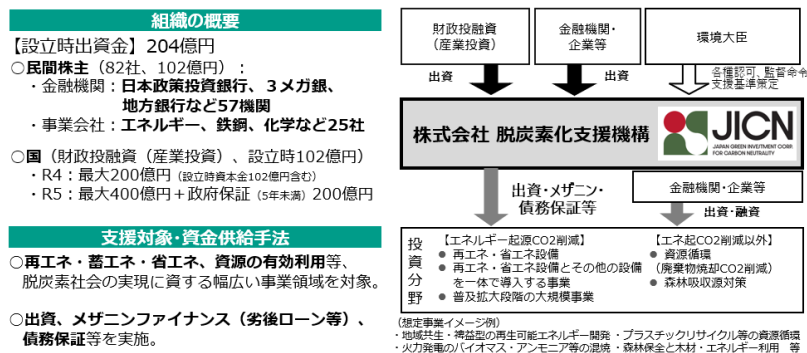 組織の概要
【設立時出資金】204億円
○民間株主（82社、102億円）：
・金融機関：日本政策投資銀行、３メガ銀、
地方銀行など57機関
・事業会社：エネルギー、鉄鋼、化学など25社
○国（財政投融資（産業投資）、設立時102億円）
・R4：最大200億円（設立時資本金102億円含む）
・R5：最大400億円＋政府保証（5年未満）200億円
支援対象・資金供給手法
○再エネ・蓄エネ・省エネ、資源の有効利用等、
脱炭素社会の実現に資する幅広い事業領域を対象。
○出資、メザニンファイナンス（劣後ローン等）、
債務保証等を実施。
財政投融資
（産業投資）
金融機関・
企業等
環境大臣
出資
出資
各種認可、監督命令
支援基準策定
株式会社 脱炭素化支援機構
JICN
JAPAN GREEN INVESTMENT CORP.
FOR CARBON NEUTRALITY
出資・メザニン・
債務保証等
金融機関・企業等
出資・融資
投資分野
【エネルギー起源CO2削減】
● 再エネ・省エネ設備
● 再エネ・省エネ設備とその他の設備
を一体で導入する事業
● 普及拡大段階の大規模事業
【エネ起CO2削減以外】
● 資源循環
（廃棄物焼却CO2削減）
● 森林吸収源対策
（想定事業イメージ例）
・地域共生・裨益型の再生可能エネルギー開発 ・プラスチックリサイクル等の資源循環
・火力発電のバイオマス・アンモニア等の混焼 ・森林保全と木材・エネルギー利用 等